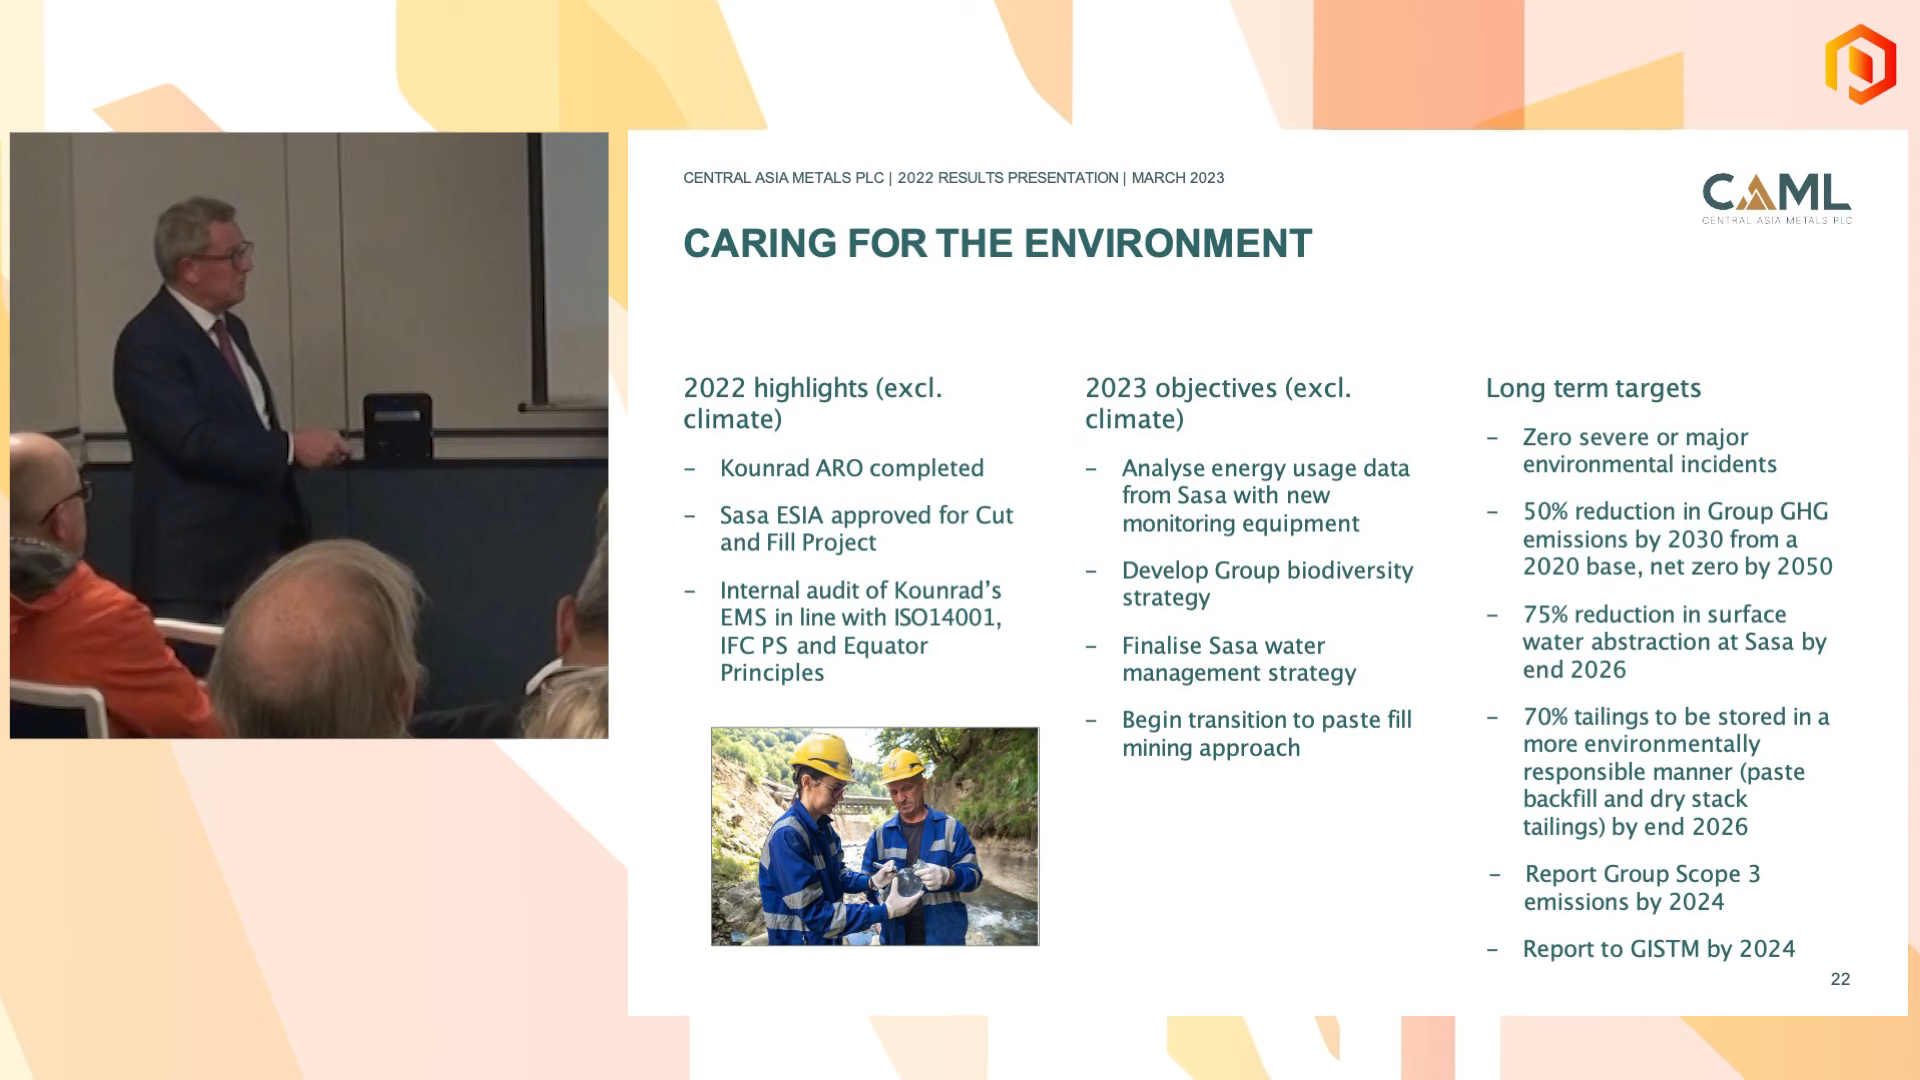 CENTRAL ASIA METALS PLC | 2022 RESULTS PRESENTATION | MARCH 2023
CAML
CENTRAL ASIA METALS PLC
CARING FOR THE ENVIRONMENT
2022 highlights (excl.
climate)
– Kounrad ARO completed
– Sasa ESIA approved for Cut
and Fill Project
– Internal audit of Kounrad’s
EMS in line with ISO14001,
IFC PS and Equator
Principles
2023 objectives (excl.
climate)
– Analyse energy usage data
from Sasa with new
monitoring equipment
– Develop Group biodiversity
strategy
– Finalise Sasa water
management strategy
– Begin transition to paste fill
mining approach
Long term targets
– Zero severe or major
environmental incidents
– 50% reduction in Group GHG
emissions by 2030 from a
2020 base, net zero by 2050
– 75% reduction in surface
water abstraction at Sasa by
end 2026
– 70% tailings to be stored in a
more environmentally
responsible manner (paste
backfill and dry stack
tailings) by end 2026
– Report Group Scope 3
emissions by 2024
– Report to GISTM by 2024
22